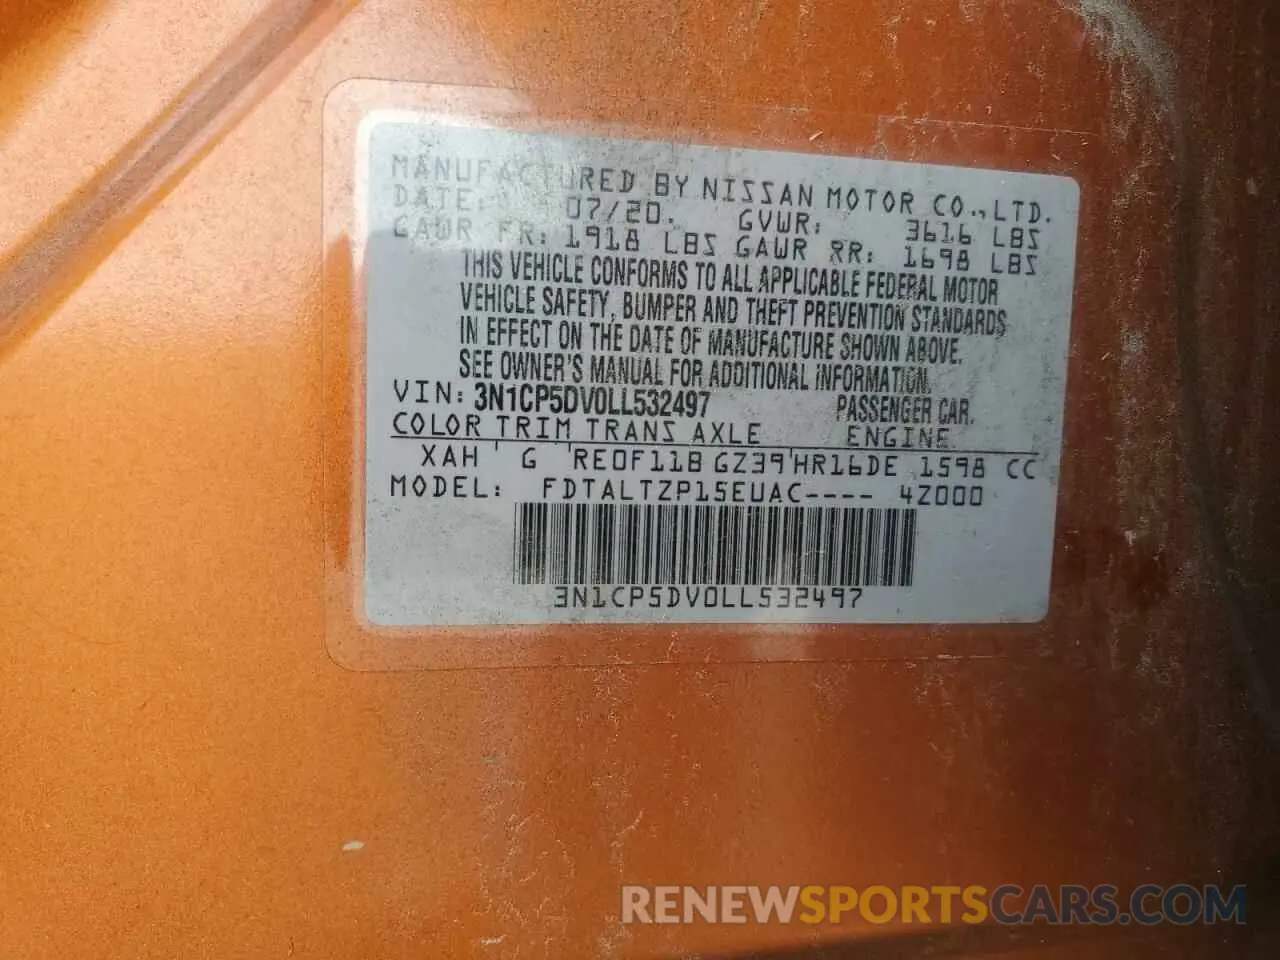 MANUFACTURED BY NISSAN MOTOR CO., LTD.
DATE: 07/20. GVWR: 3616 LBS
GAWR FR: 1918 LBS GAWR RR: 1698 LBS
THIS VEHICLE CONFORMS TO ALL APPLICABLE FEDERAL MOTOR
VEHICLE SAFETY, BUMPER AND THEFT PREVENTION STANDARDS
IN EFFECT ON THE DATE OF MANUFACTURE SHOWN ABOVE.
SEE OWNER'S MANUAL FOR ADDITIONAL INFORMATION.
VIN: 3N1CP5DV0LL532497 PASSENGER CAR.
COLOR TRIM TRANS AXLE ENGINE
XAH G RE0F11B GZ39 HR16DE 1598 CC
MODEL: FDTALTZP15EUAC---- 4Z000
3N1CP5DV0LL532497
RENEWSPORTSCARS.COM